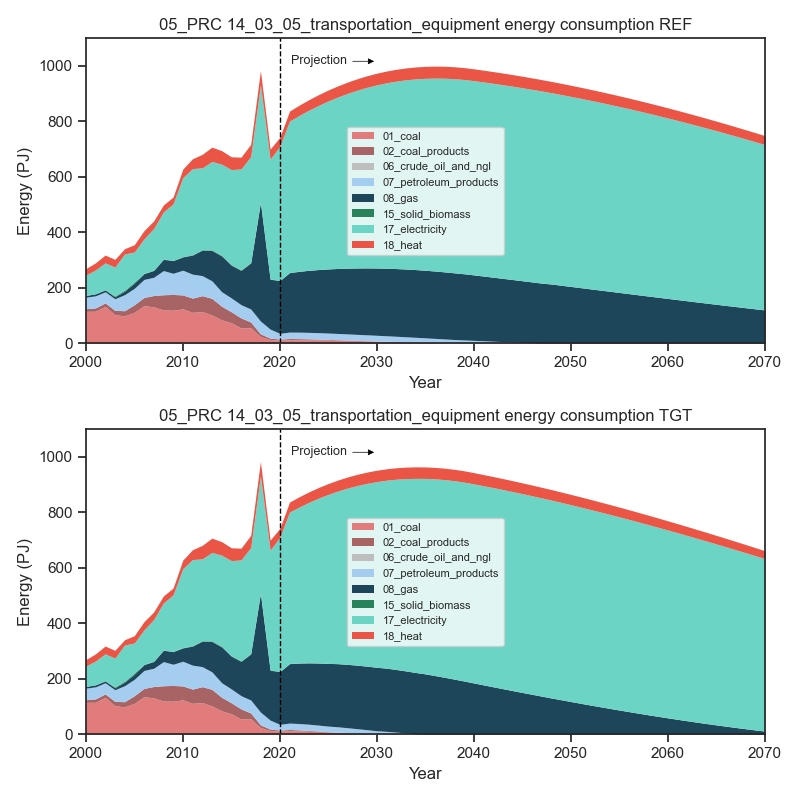 05_PRC 14_03_05_transportation_equipment energy consumption REF
Energy (PJ)
1000
800
600
400
200
0
Projection
01_coal
02_coal_products
06_crude_oil_and_ngl
07_petroleum_products
08_gas
15_solid_biomass
17_electricity
18_heat
2000 2010 2020 2030 2040 2050 2060 2070
Year
05_PRC 14_03_05_transportation_equipment energy consumption TGT
Energy (PJ)
1000
800
600
400
200
0
Projection
01_coal
02_coal_products
06_crude_oil_and_ngl
07_petroleum_products
08_gas
15_solid_biomass
17_electricity
18_heat
2000 2010 2020 2030 2040 2050 2060 2070
Year